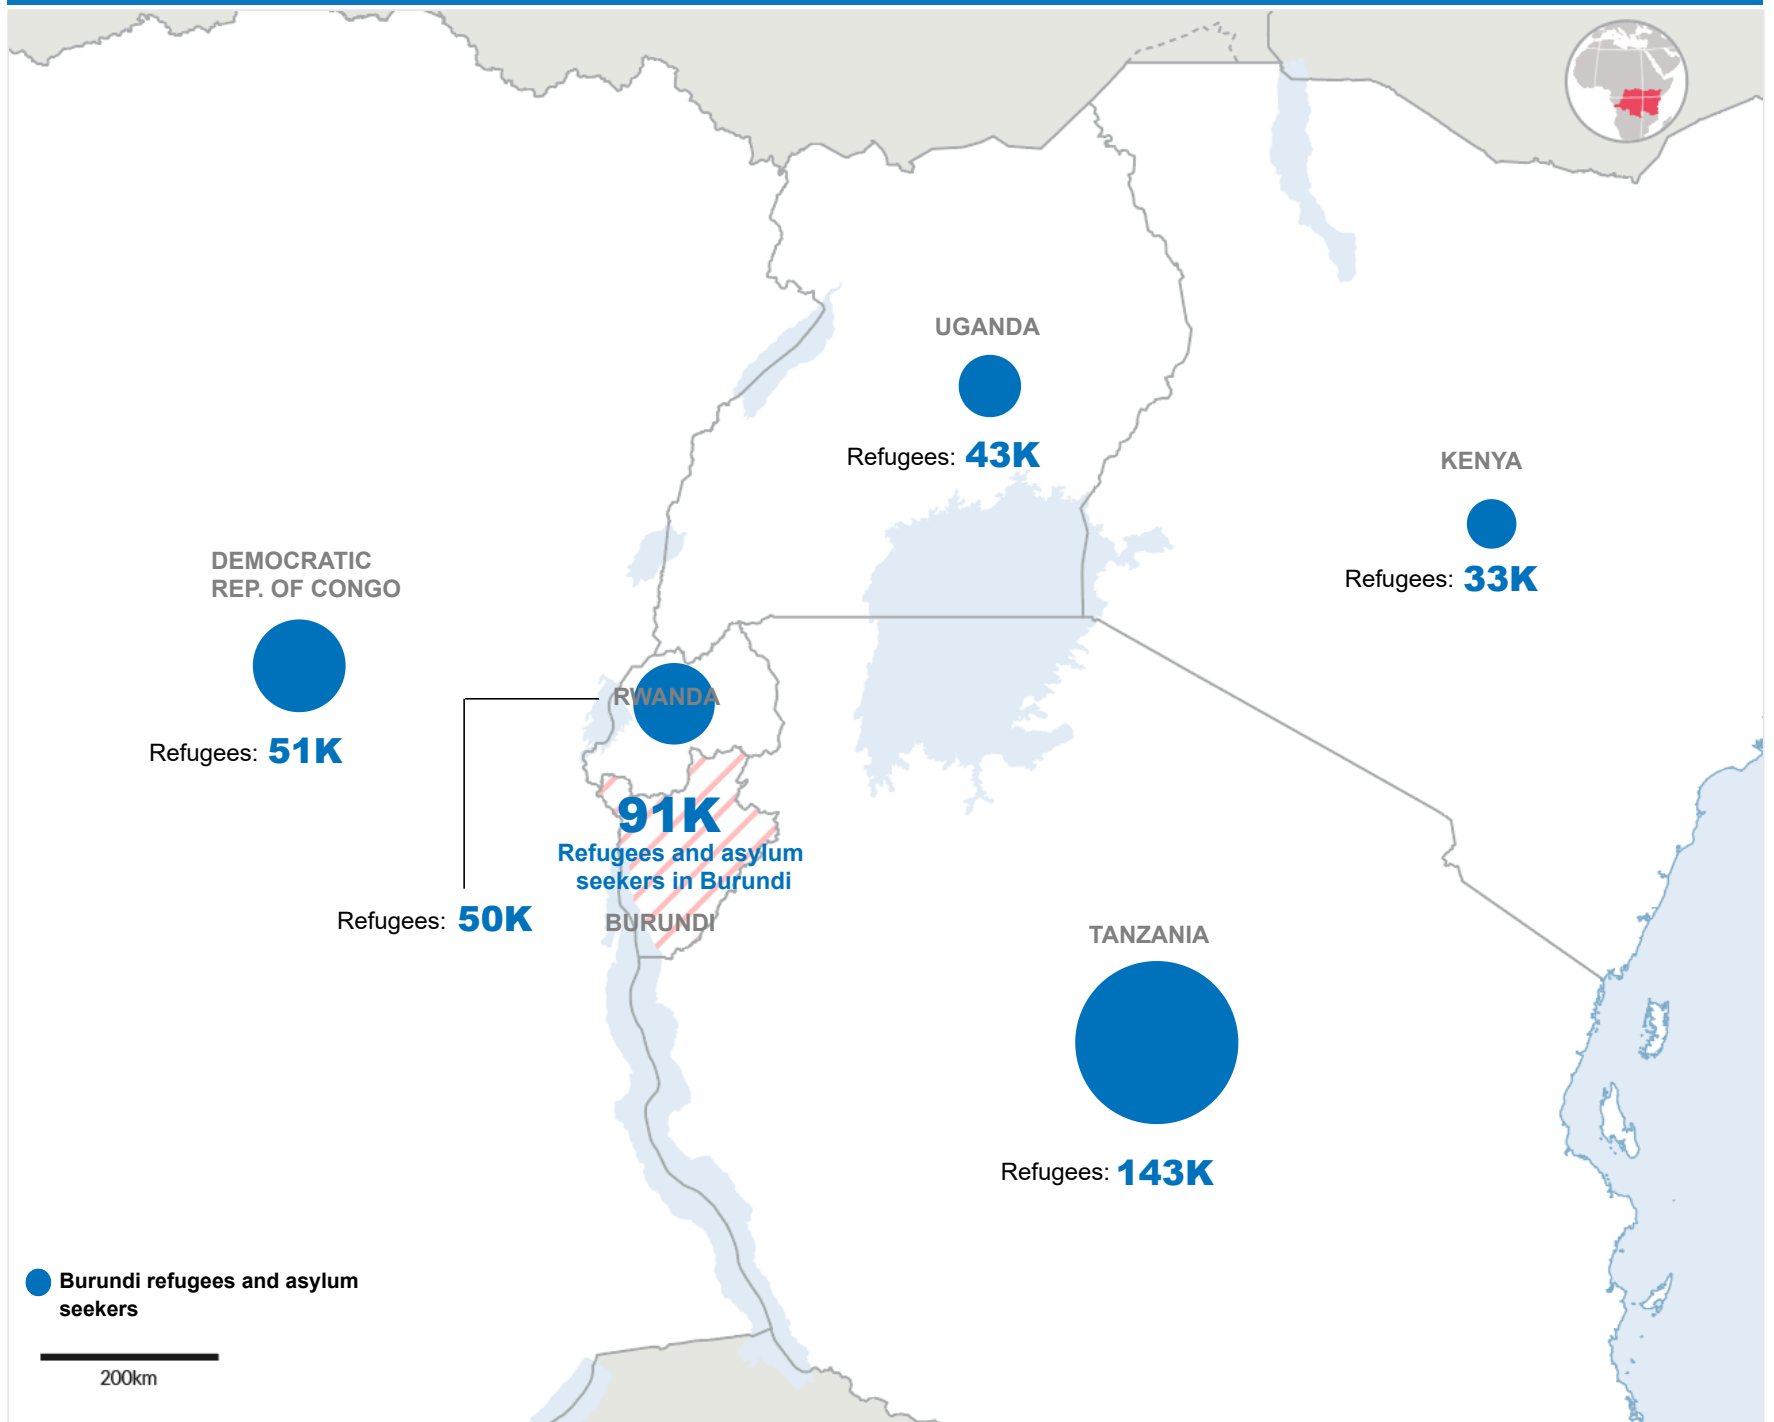 UGANDA
Refugees: 43K
KENYA
Refugees: 33K
DEMOCRATIC
REP. OF CONGO
Refugees: 51K
RWANDA
Refugees: 50K
91K
Refugees and asylum
seekers in Burundi
BURUNDI
TANZANIA
Refugees: 143K
Burundi refugees and asylum
seekers
200km